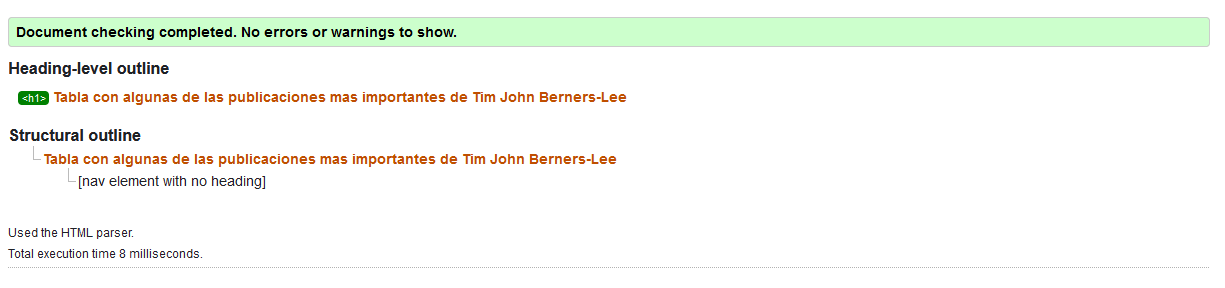 Document checking completed. No errors or warnings to show.
Heading-level outline
<h1> Tabla con algunas de las publicaciones mas importantes de Tim John Berners-Lee
Structural outline
Tabla con algunas de las publicaciones mas importantes de Tim John Berners-Lee
[nav element with no heading]
Used the HTML parser.
Total execution time 8 milliseconds.